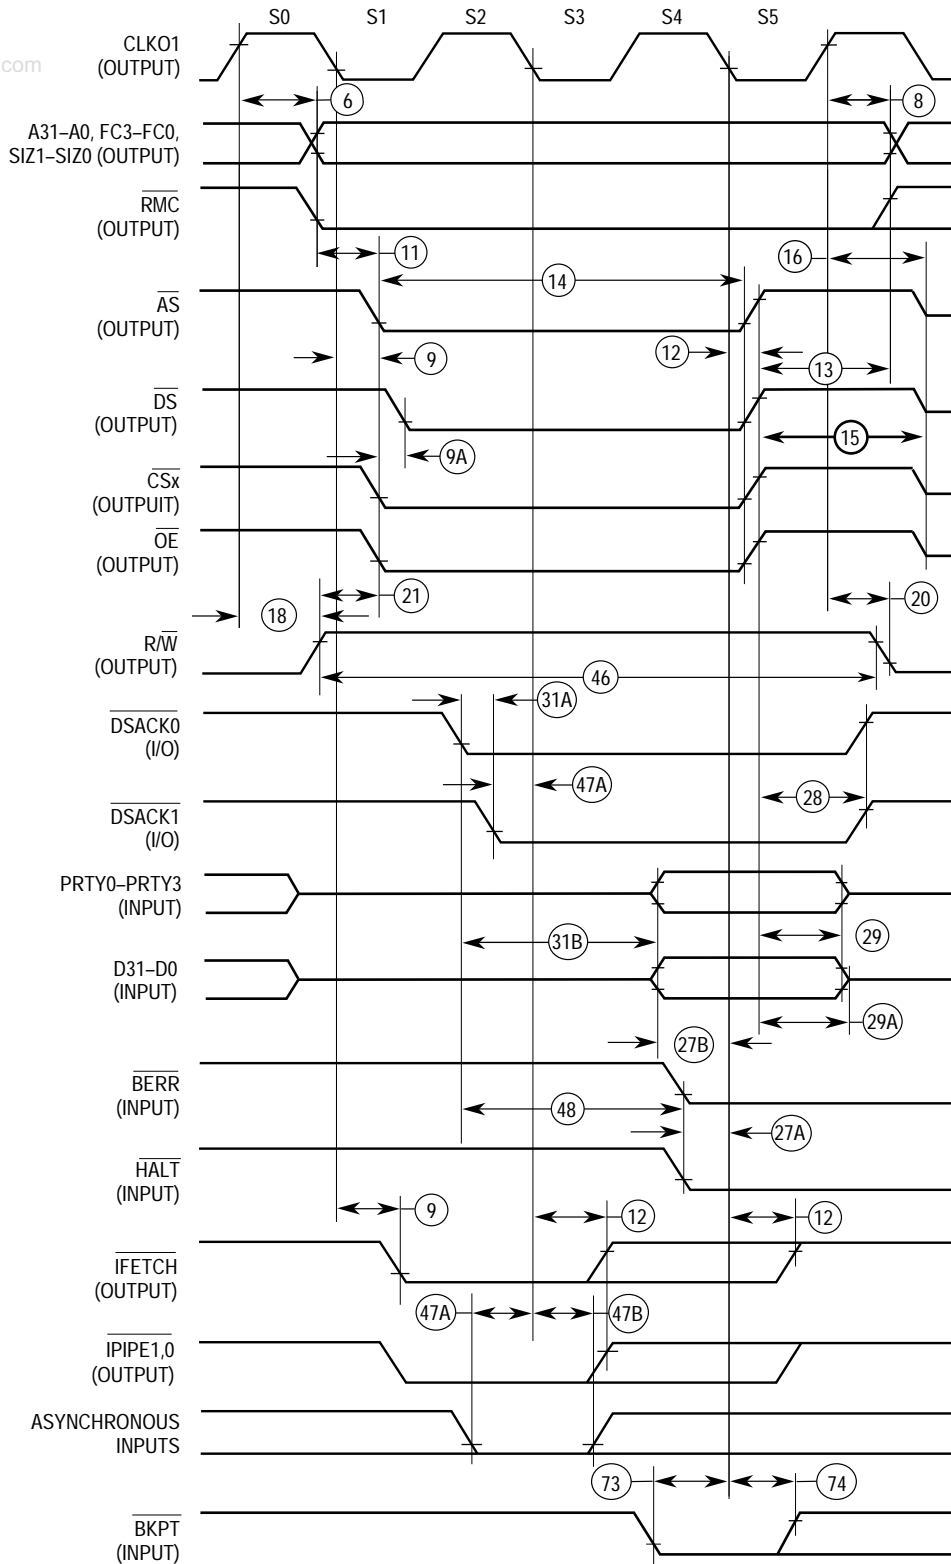 S0 S1 S2 S3 S4 S5
CLKO1
(OUTPUT)
com
6
8
A31–A0, FC3–FC0,
SIZ1–SIZ0 (OUTPUT)
RMC
(OUTPUT)
11
16
14
AS
(OUTPUT)
9
12
13
DS
(OUTPUT)
9A
15
CSx
(OUTPUIT)
OE
(OUTPUT)
21
20
18
R/W
(OUTPUT)
46
31A
DSACK0
(I/O)
47A
28
DSACK1
(I/O)
PRTY0–PRTY3
(INPUT)
31B
29
D31–D0
(INPUT)
29A
27B
BERR
(INPUT)
48
27A
HALT
(INPUT)
9
12
12
IFETCH
(OUTPUT)
47A
47B
IPIPE1,0
(OUTPUT)
ASYNCHRONOUS
INPUTS
73
74
BKPT
(INPUT)